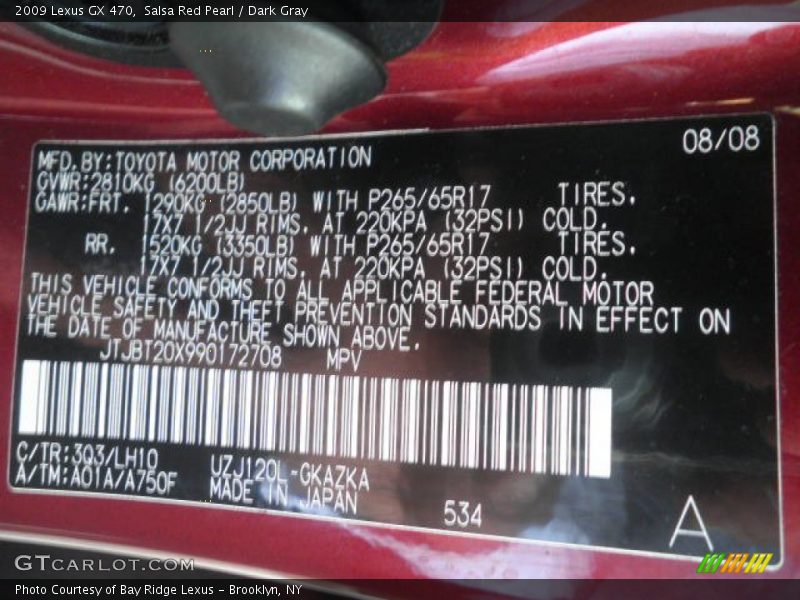 2009 Lexus GX 470, Salsa Red Pearl / Dark Gray
08/08
MFD. BY: TOYOTA MOTOR CORPORATION
GVWR: 2810KG (6200LB)
GAWR: FRT. 1290KG (2850LB) WITH P265/65R17 TIRES.
17X7 1/2JJ RIMS. AT 220KPA (32PSI) COLD.
RR. 1520KG (3350LB) WITH P265/65R17 TIRES.
17X7 1/2JJ RIMS. AT 220KPA (32PSI) COLD.
THIS VEHICLE CONFORMS TO ALL APPLICABLE FEDERAL MOTOR
VEHICLE SAFETY AND THEFT PREVENTION STANDARDS IN EFFECT ON
THE DATE OF MANUFACTURE SHOWN ABOVE.
JTJBT20X990172708 MPV
C/TR: 3Q3/LH10 UZJ120L-GKAZKA
A/TM: A01A/A750F MADE IN JAPAN
534
A
GTCARLOT.COM
Photo Courtesy of Bay Ridge Lexus - Brooklyn, NY